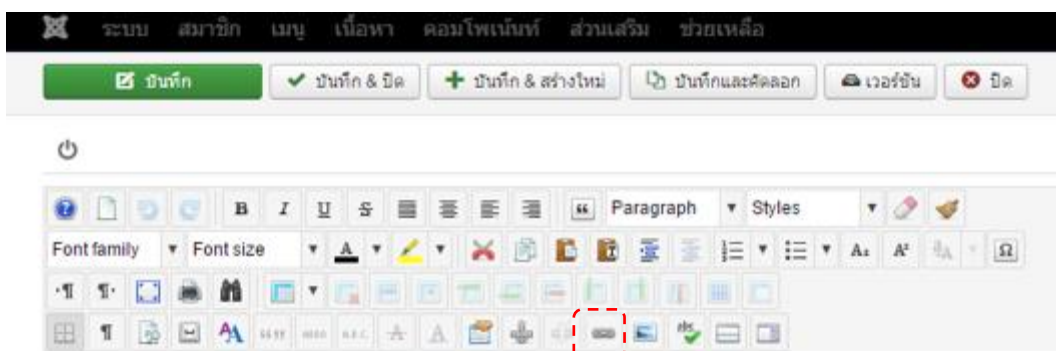 ระบบ สมาชิก เมนู เนื้อหา คอมโพเน้นท์ ส่วนเสริม ช่วยเหลือ
บันทึก บันทึก & ปิด บันทึก & สร้างใหม่ บันทึกและคัดลอก เวอร์ชัน ปิด
B I U S Paragraph Styles
Font family Font size A A₂ A² Ω
¶ ¶
¶ A A A abc